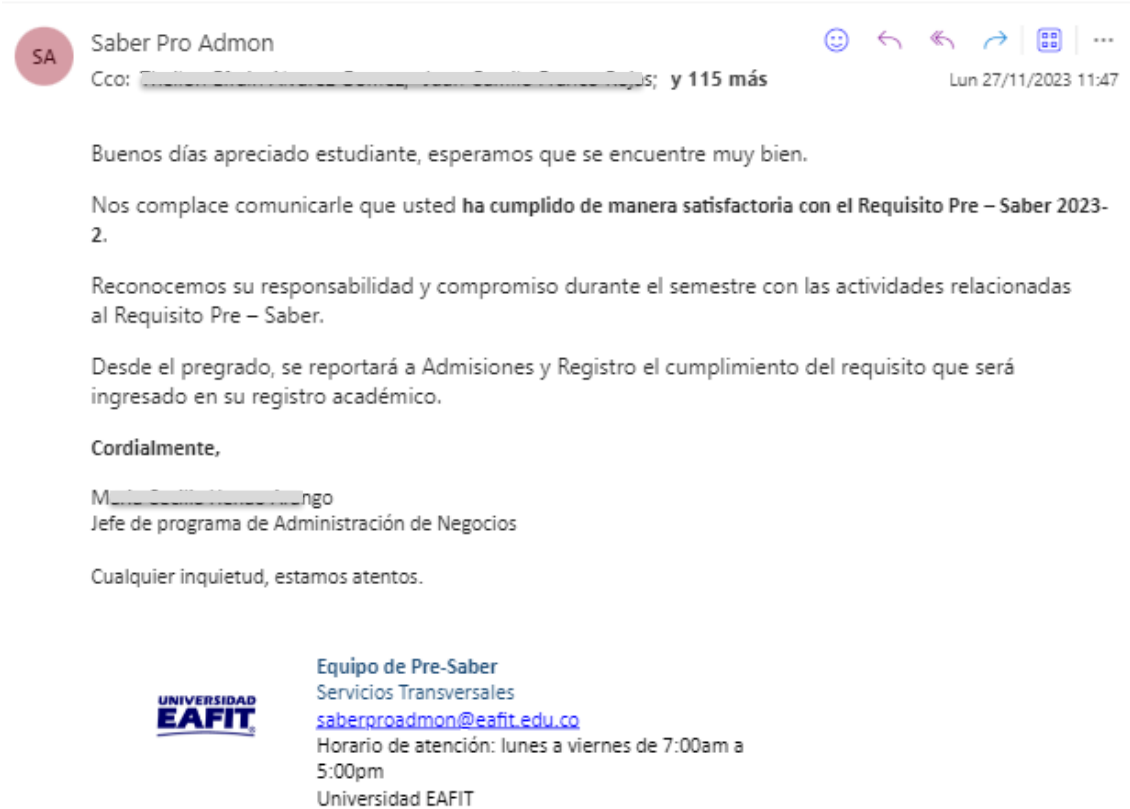 SA
Saber Pro Admon
Cco: y 115 más
Lun 27/11/2023 11:47
Buenos días apreciado estudiante, esperamos que se encuentre muy bien.
Nos complace comunicarle que usted ha cumplido de manera satisfactoria con el Requisito Pre – Saber 2023-
2.
Reconocemos su responsabilidad y compromiso durante el semestre con las actividades relacionadas
al Requisito Pre – Saber.
Desde el pregrado, se reportará a Admisiones y Registro el cumplimiento del requisito que será
ingresado en su registro académico.
Cordialmente,
Jefe de programa de Administración de Negocios
Cualquier inquietud, estamos atentos.
UNIVERSIDAD
EAFIT
Equipo de Pre-Saber
Servicios Transversales
saberproadmon@eafit.edu.co
Horario de atención: lunes a viernes de 7:00am a
5:00pm
Universidad EAFIT